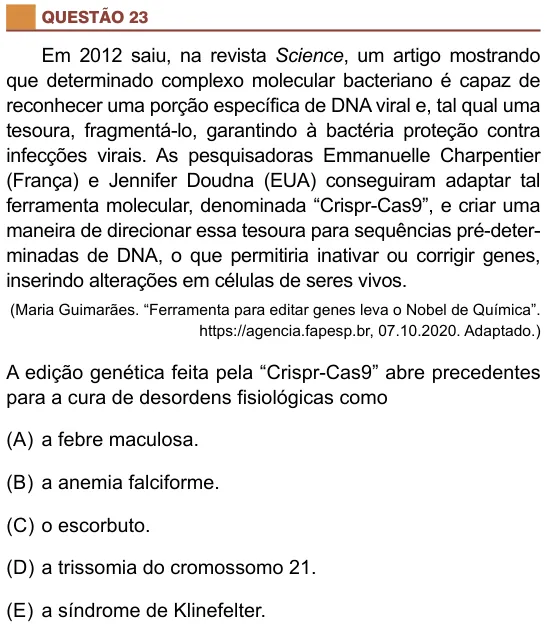 QUESTÃO 23
Em 2012 saiu, na revista Science, um artigo mostrando
que determinado complexo molecular bacteriano é capaz de
reconhecer uma porção específica de DNA viral e, tal qual uma
tesoura, fragmentá-lo, garantindo à bactéria proteção contra
infecções virais. As pesquisadoras Emmanuelle Charpentier
(França) e Jennifer Doudna (EUA) conseguiram adaptar tal
ferramenta molecular, denominada “Crispr-Cas9”, e criar uma
maneira de direcionar essa tesoura para sequências pré-deter-
minadas de DNA, o que permitiria inativar ou corrigir genes,
inserindo alterações em células de seres vivos.
(Maria Guimarães. “Ferramenta para editar genes leva o Nobel de Química”.
https://agencia.fapesp.br, 07.10.2020. Adaptado.)
A edição genética feita pela “Crispr-Cas9” abre precedentes
para a cura de desordens fisiológicas como
(A) a febre maculosa.
(B) a anemia falciforme.
(C) o escorbuto.
(D) a trissomia do cromossomo 21.
(E) a síndrome de Klinefelter.